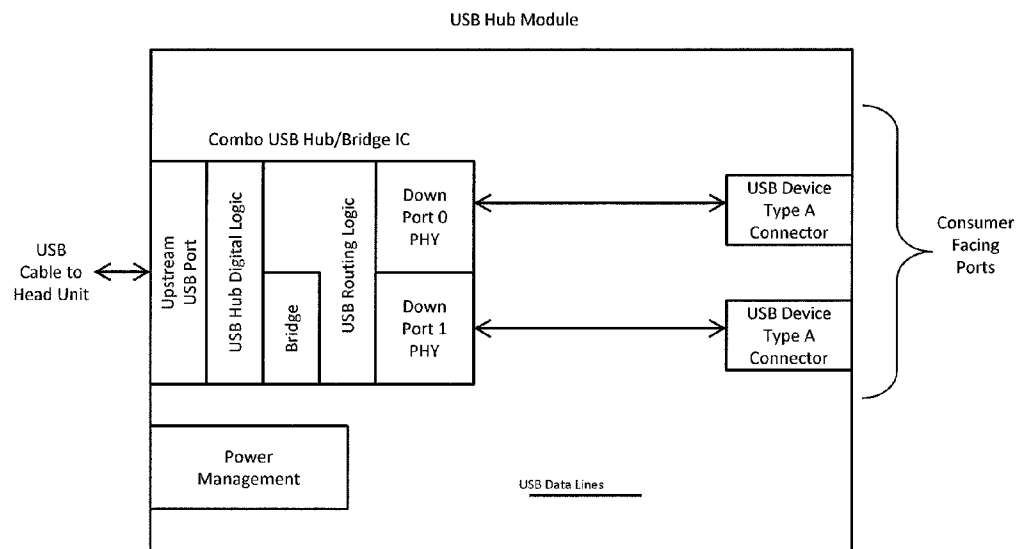 USB Hub Module
Combo USB Hub/Bridge IC
USB
Cable to
Head Unit
Upstream
USB Port
USB Hub Digital Logic
Bridge
USB Routing Logic
Down
Port 0
PHY
Down
Port 1
PHY
USB Device
Type A
Connector
USB Device
Type A
Connector
Consumer
Facing
Ports
Power
Management
USB Data Lines